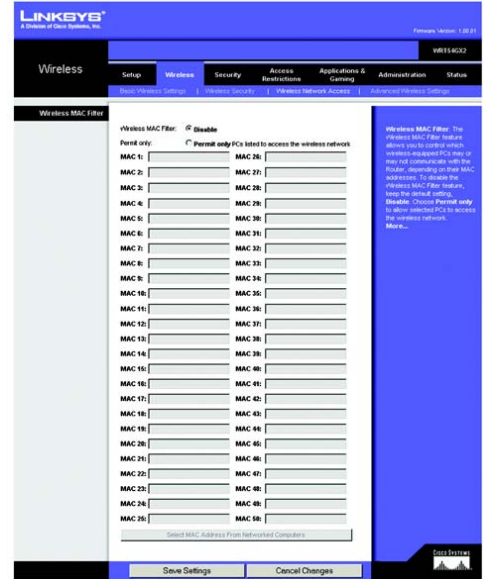 LINKSYS®
A Division of Cisco Systems, Inc.
Firmware Version: 1.00.01
WRT54GX2
Wireless
Setup Wireless Security Access Restrictions Applications & Gaming Administration Status
Basic Wireless Settings | Wireless Security | Wireless Network Access | Advanced Wireless Settings
Wireless MAC Filter
Wireless MAC Filter: Disable
Permit only: Permit only PCs listed to access the wireless network
MAC 1: MAC 26:
MAC 2: MAC 27:
MAC 3: MAC 28:
MAC 4: MAC 29:
MAC 5: MAC 30:
MAC 6: MAC 31:
MAC 7: MAC 32:
MAC 8: MAC 33:
MAC 9: MAC 34:
MAC 10: MAC 35:
MAC 11: MAC 36:
MAC 12: MAC 37:
MAC 13: MAC 38:
MAC 14: MAC 39:
MAC 15: MAC 40:
MAC 16: MAC 41:
MAC 17: MAC 42:
MAC 18: MAC 43:
MAC 19: MAC 44:
MAC 20: MAC 45:
MAC 21: MAC 46:
MAC 22: MAC 47:
MAC 23: MAC 48:
MAC 24: MAC 49:
MAC 25: MAC 50:
Select MAC Address From Networked Computers
Save Settings Cancel Changes
Wireless MAC Filter: The
Wireless MAC Filter feature
allows you to control which
wireless-equipped PCs may or
may not communicate with the
Router, depending on their MAC
addresses. To disable the
Wireless MAC Filter feature,
keep the default setting,
Disable. Choose Permit only
to allow selected PCs to access
the wireless network.
More...
CISCO SYSTEMS